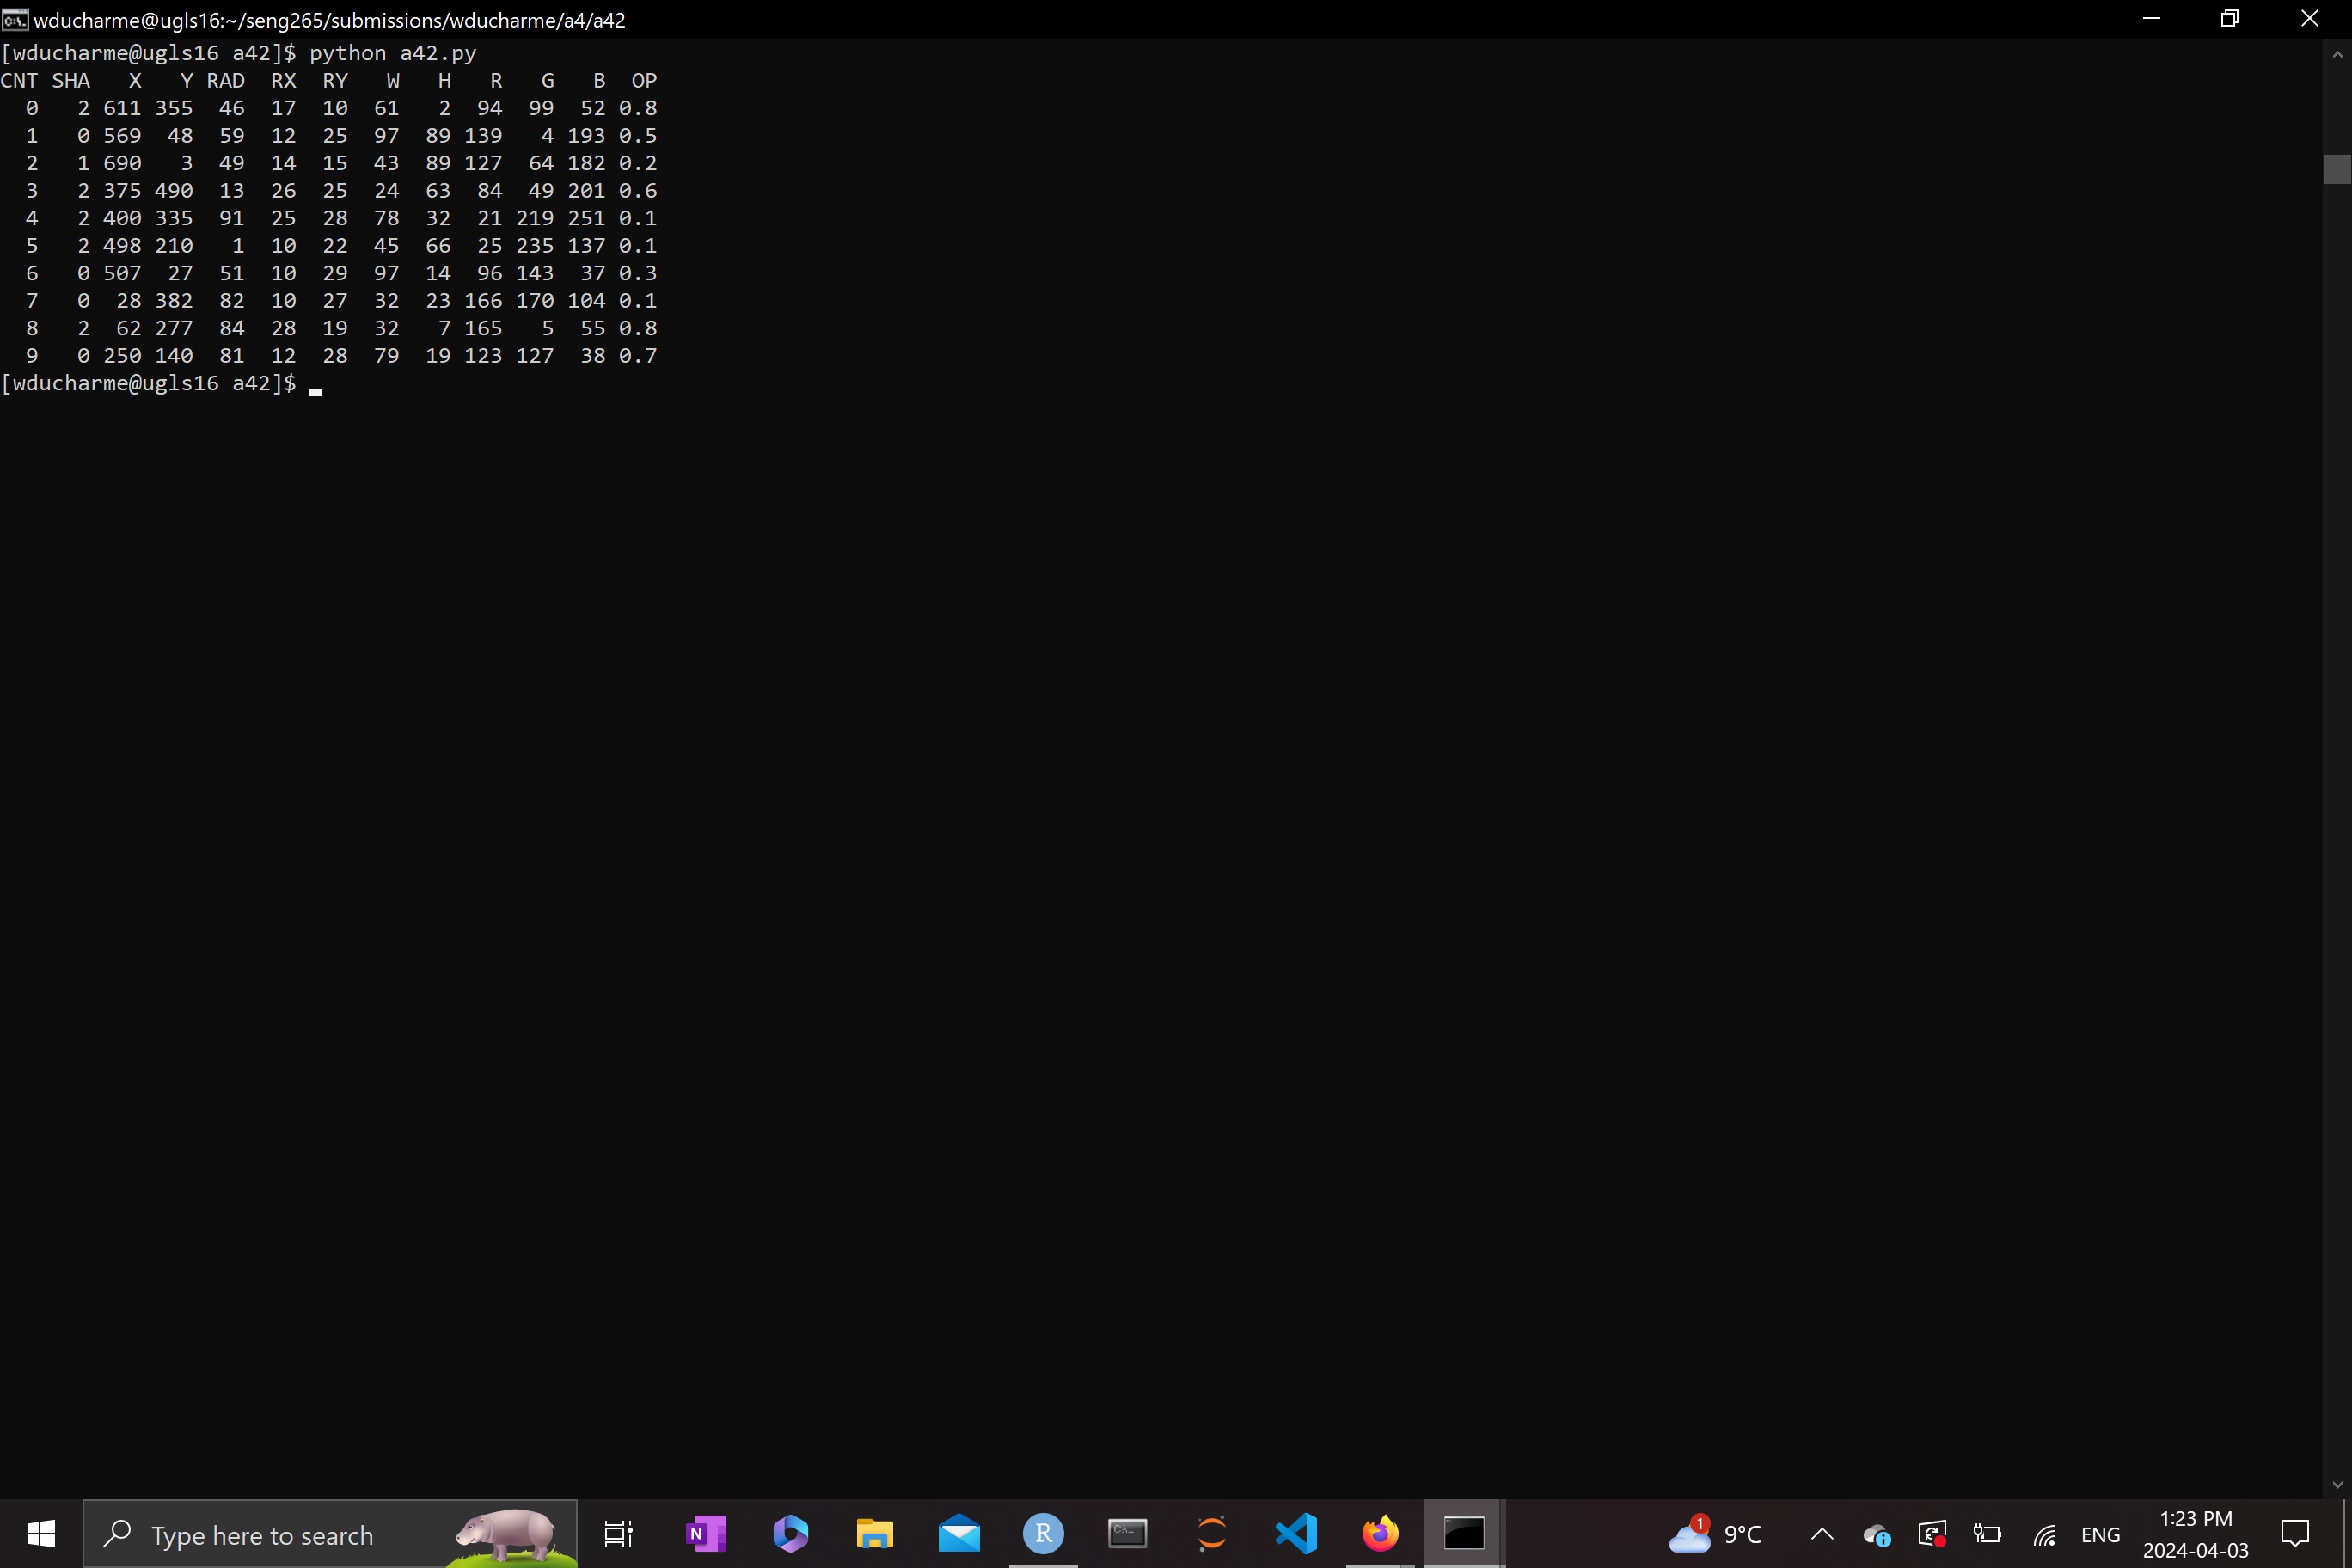 wducharme@ugls16:~/seng265/submissions/wducharme/a4/a42
[wducharme@ugls16 a42]$ python a42.py
CNT SHA   X   Y RAD  RX  RY   W   H   R   G   B  OP
  0   2 611 355  46  17  10  61   2  94  99  52 0.8
  1   0 569  48  59  12  25  97  89 139   4 193 0.5
  2   1 690   3  49  14  15  43  89 127  64 182 0.2
  3   2 375 490  13  26  25  24  63  84  49 201 0.6
  4   2 400 335  91  25  28  78  32  21 219 251 0.1
  5   2 498 210   1  10  22  45  66  25 235 137 0.1
  6   0 507  27  51  10  29  97  14  96 143  37 0.3
  7   0  28 382  82  10  27  32  23 166 170 104 0.1
  8   2  62 277  84  28  19  32   7 165   5  55 0.8
  9   0 250 140  81  12  28  79  19 123 127  38 0.7
[wducharme@ugls16 a42]$
Type here to search
N
R
1
9°C
ENG
1:23 PM
2024-04-03